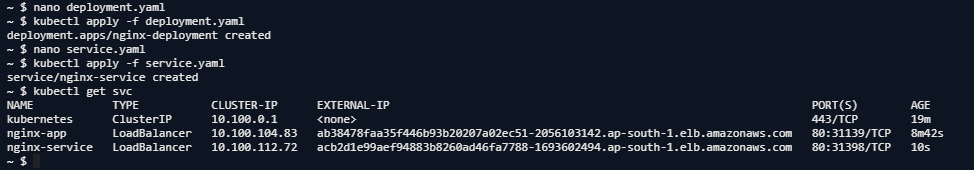 ~ $ nano deployment.yaml
~ $ kubectl apply -f deployment.yaml
deployment.apps/nginx-deployment created
~ $ nano service.yaml
~ $ kubectl apply -f service.yaml
service/nginx-service created
~ $ kubectl get svc
NAME TYPE CLUSTER-IP EXTERNAL-IP PORT(S) AGE
kubernetes ClusterIP 10.100.0.1 <none> 443/TCP 19m
nginx-app LoadBalancer 10.100.104.83 ab38478faa35f446b93b20207a02ec51-2056103142.ap-south-1.elb.amazonaws.com 80:31139/TCP 8m42s
nginx-service LoadBalancer 10.100.112.72 acb2d1e99aef94883b8260ad46fa7788-1693602494.ap-south-1.elb.amazonaws.com 80:31398/TCP 10s
~ $